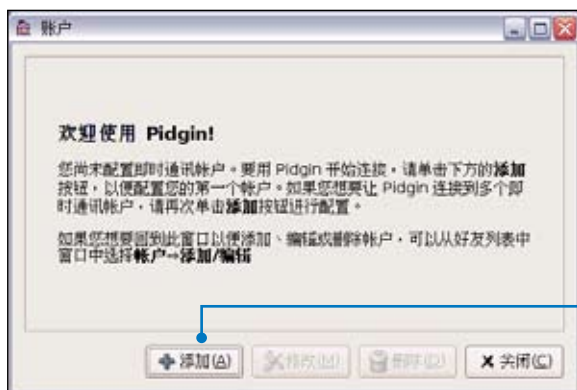 账户
欢迎使用 Pidgin!
您尚未配置即时通讯帐户。要用 Pidgin 开始连接，请单击下方的添加
按钮，以便配置您的第一个帐户。如果您想要让 Pidgin 连接到多个即
时通讯帐户，请再次单击添加按钮进行配置。
如果您想要回到此窗口以便添加、编辑或删除帐户，可以从好友列表中
窗口中选择帐户→添加/编辑
添加(A) 修改(M) 删除(D) 关闭(C)